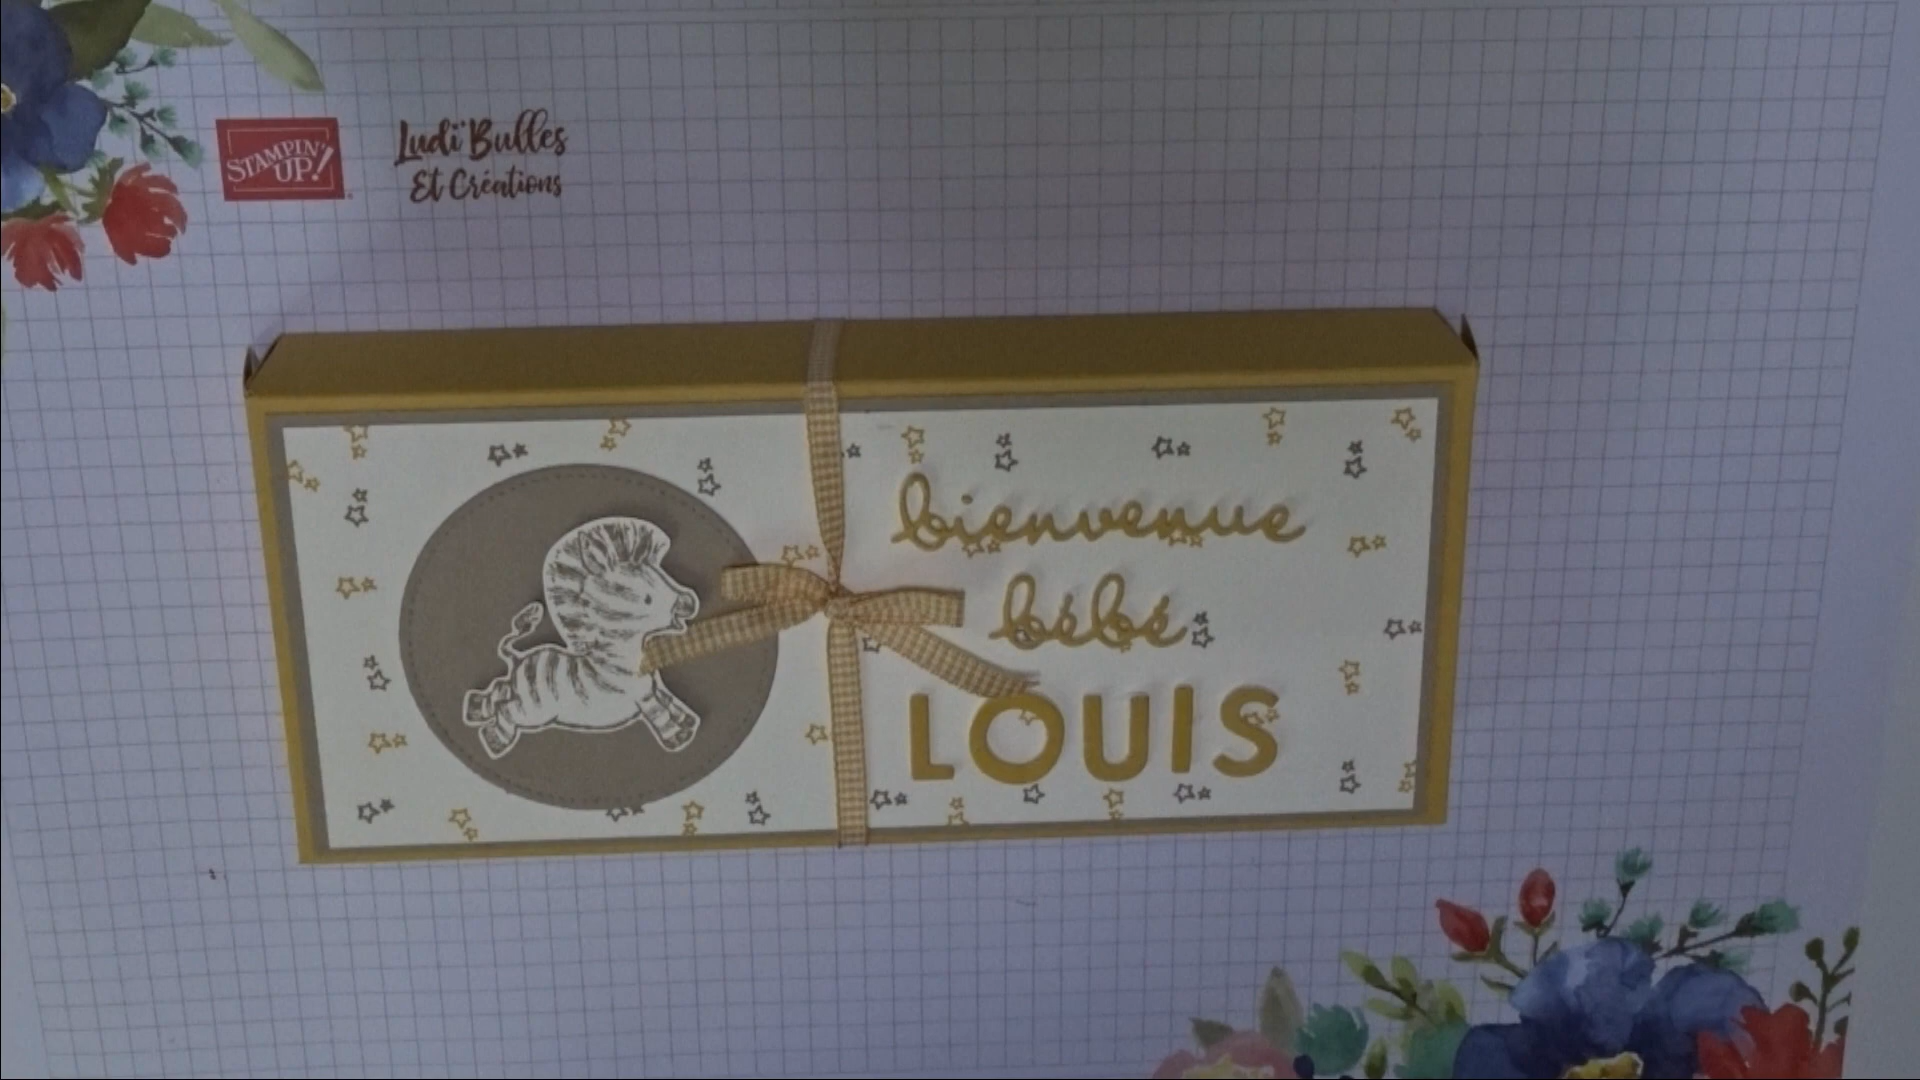 STAMPIN' UP!
Ludi'Bulles
Et Créations
bienvenue
bébé
LOUIS